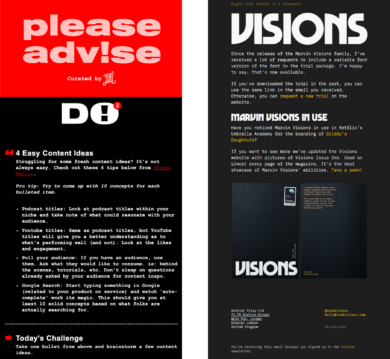 please
adv!se
Curated by
DO!
2
4 Easy Content Ideas
Struggling for some fresh content ideas? It's not
always easy. Check out these 4 tips below from
Pro tip: Try to come up with 10 concepts for each
bulleted item.
Podcast titles: Look at podcast titles within your
niche and take note of what could resonate with your
audience.
Youtube titles: Same as podcast titles, but YouTube
titles will give you a better understanding as to
what's performing well (and not). Look at the likes
and engagement.
Poll your audience: If you have an audience, use
them. Ask what they would like to consume. ie: behind
the scenes, tutorials, etc. Don't sleep on questions
already asked by your audience for content inspo.
Google Search: Start typing something in Google
(related to your product or service) and watch 'auto-
complete' work its magic. This should give you at
least 10 solid concepts based on what folks are
actually searching for.
Today's Challenge
Take one bullet from above and brainstorm a few content
ideas.
VISIONS
Since the release of the Marvin Visions family, I've
received a lot of requests to include a variable font
version of the font in the trial package. I'm happy
to say, that's now available.
If you've downloaded the trial in the past, you can
use the same link in the email you received.
Otherwise, you can request a new trial on the
website.
MARVIN VISIONS IN USE
Have you noticed Marvin Visions in use in Netflix's
Umbrella Academy for the branding of Griddy's
Doughnuts?
If you want to see more we've updated the Visions
website with pictures of Visions Issue One. Used on
almost every page of the magazine, it's the best
showcase of Marvin Visions' abilities. Take a peek!
VISIONS
London
United Kingdom
You're receiving this email because you signed up to the
newsletter